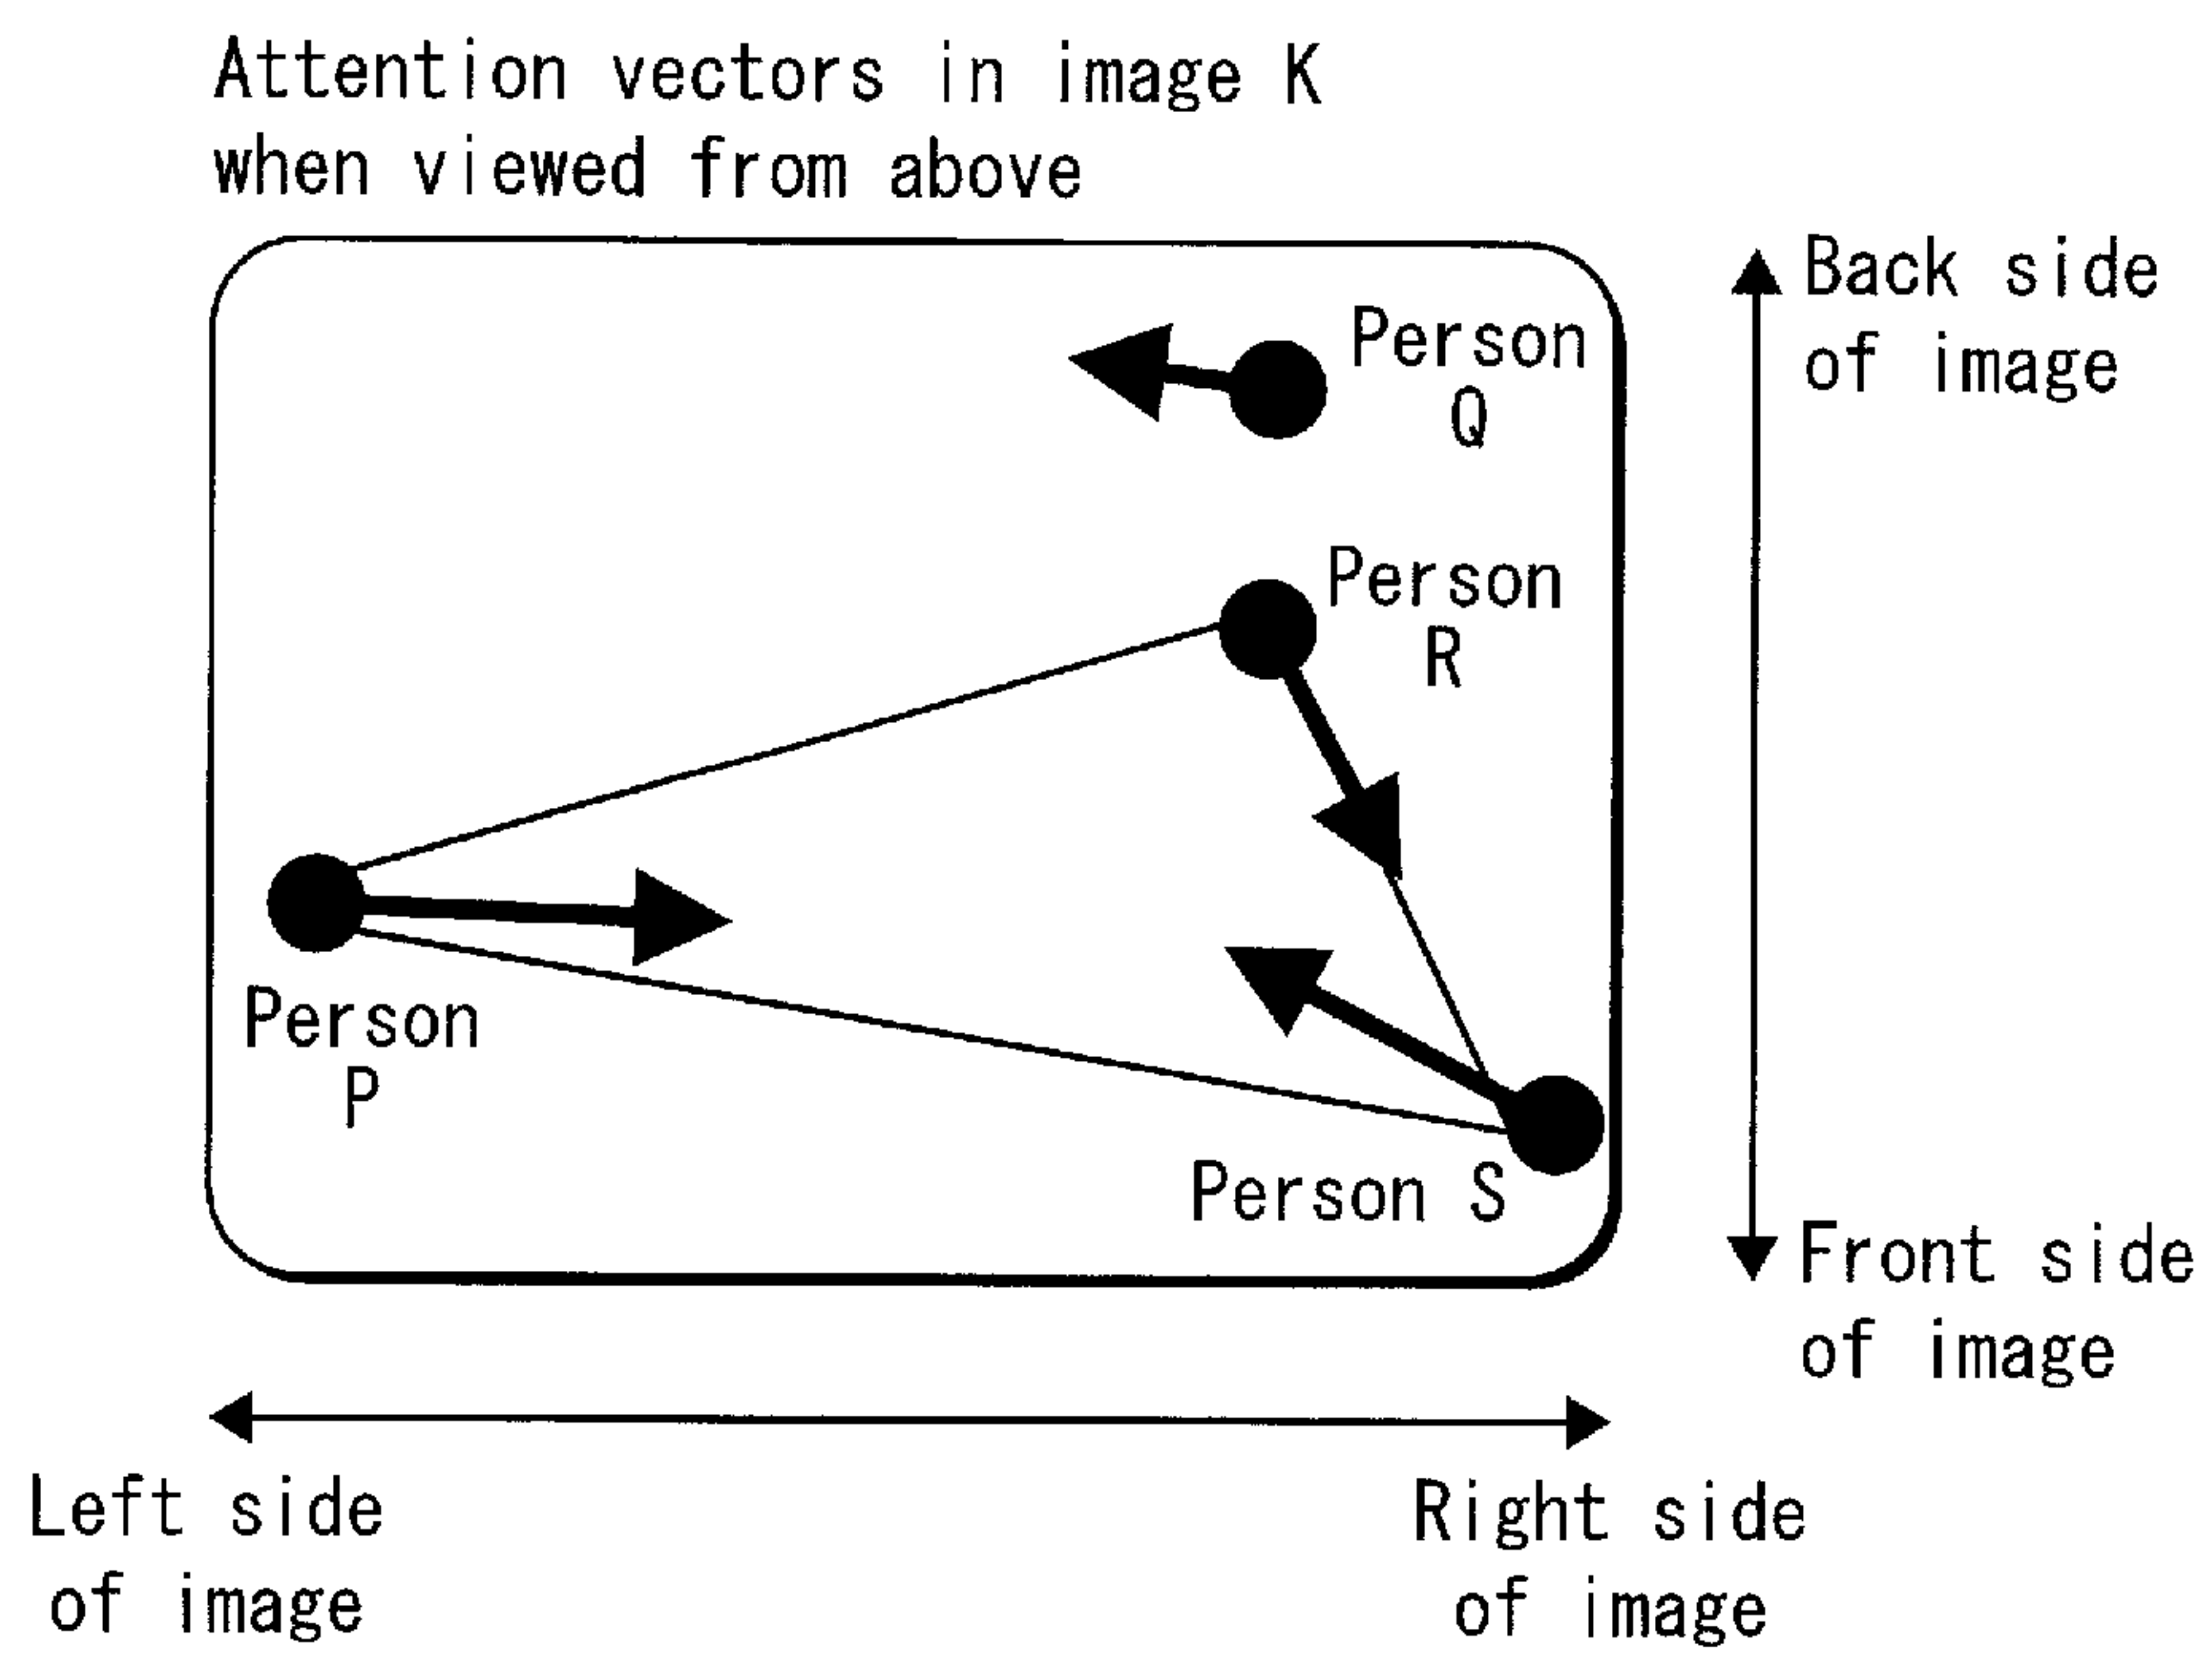 Attention vectors in image K
when viewed from above
Back side
of image
Person
Q
Person
R
Person
P
Person S
Front side
of image
Left side
of image
Right side
of image